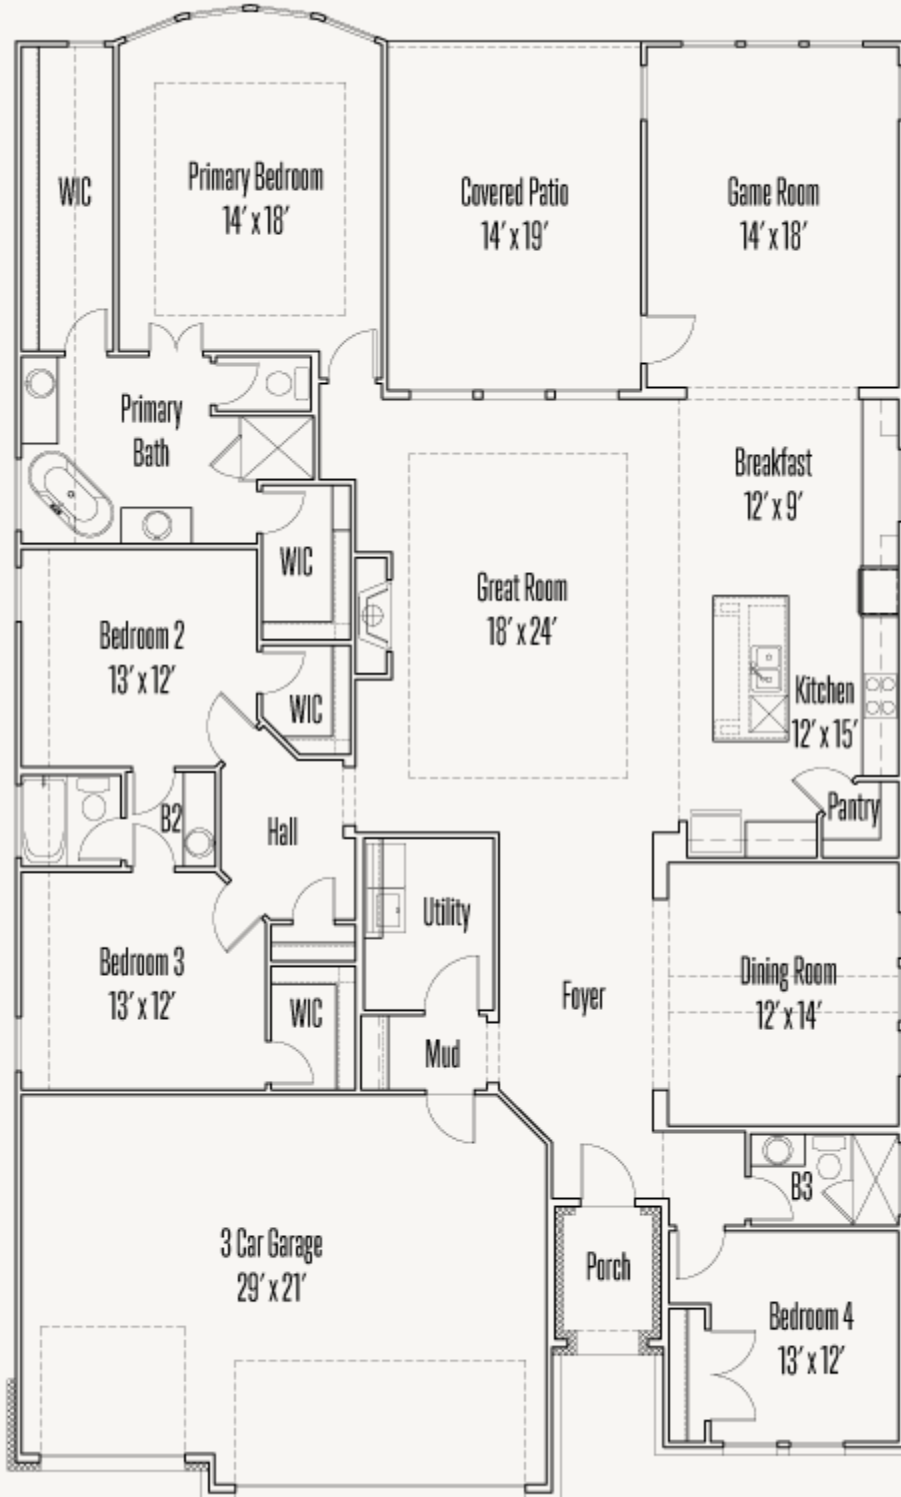 WIC
Primary Bedroom
14' x 18'
Covered Patio
14' x 19'
Game Room
14' x 18'
Primary
Bath
Breakfast
12' x 9'
WIC
Great Room
18' x 24'
Bedroom 2
13' x 12'
WIC
Kitchen
12' x 15'
Pantry
B2
Hall
Utility
Bedroom 3
13' x 12'
WIC
Foyer
Dining Room
12' x 14'
Mud
B3
3 Car Garage
29' x 21'
Porch
Bedroom 4
13' x 12'